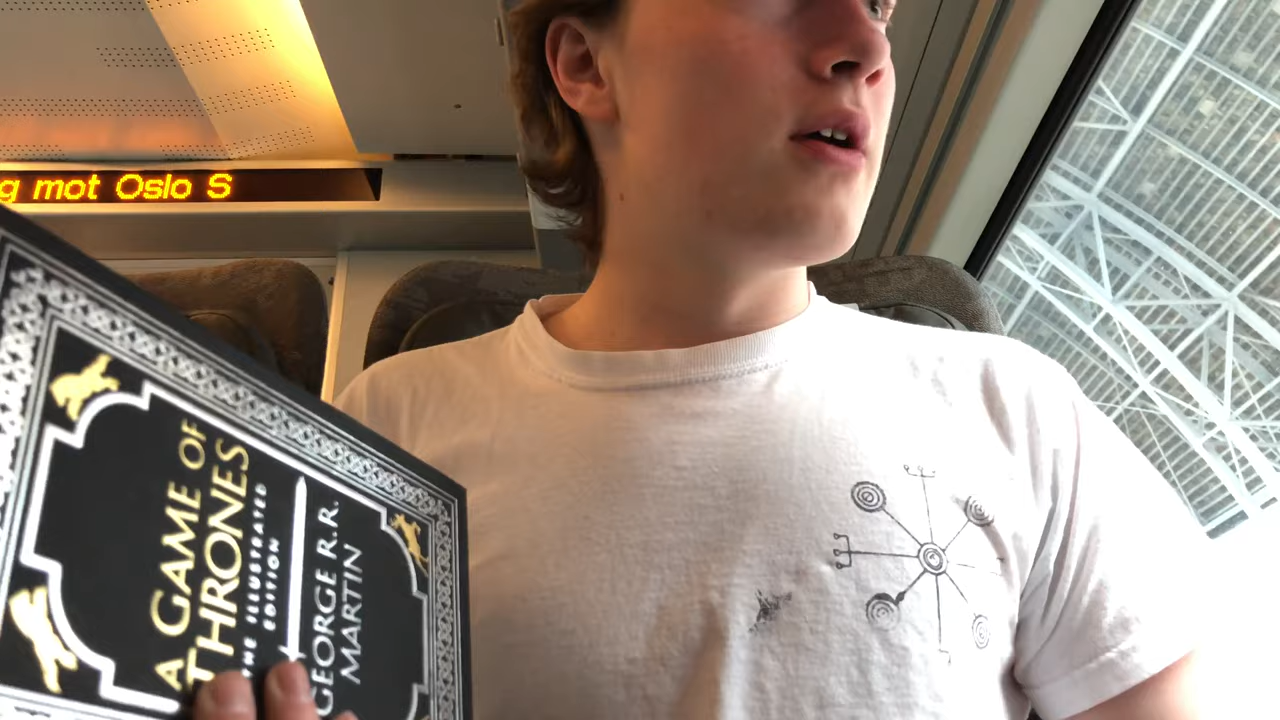 g mot Oslo S
A GAME OF
THRONES
THE ILLUSTRATED
EDITION
GEORGE R.R.
MARTIN